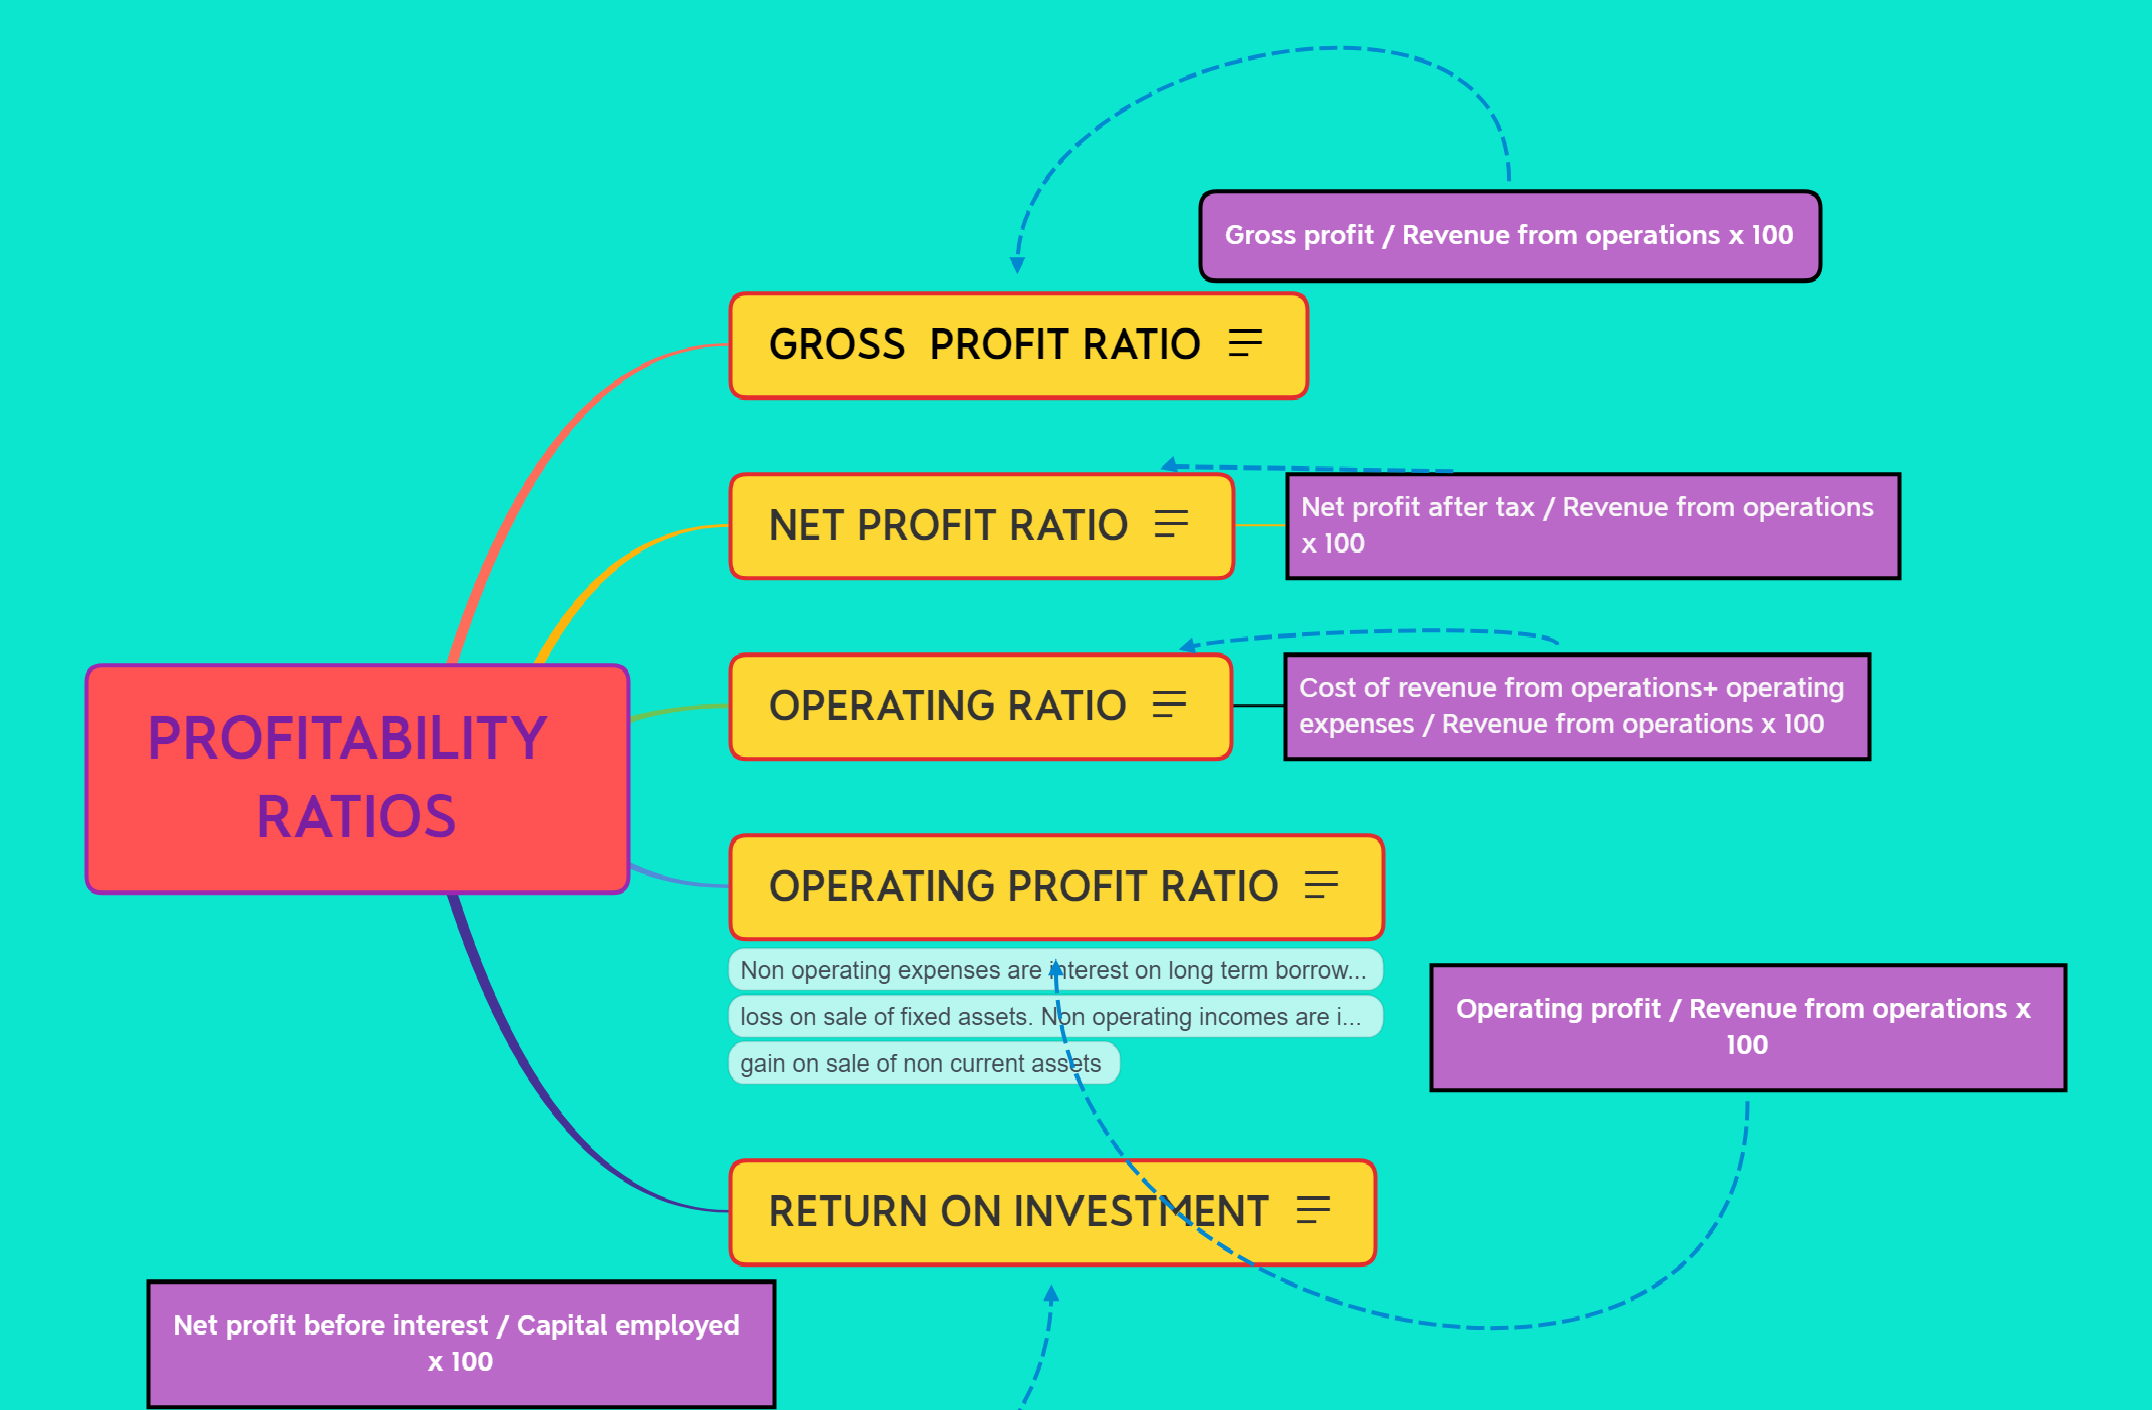 Gross profit / Revenue from operations x 100
GROSS  PROFIT RATIO
NET PROFIT RATIO
Net profit after tax / Revenue from operations
x 100
OPERATING RATIO
Cost of revenue from operations+ operating
expenses / Revenue from operations x 100
PROFITABILITY
RATIOS
OPERATING PROFIT RATIO
Non operating expenses are interest on long term borrow...
loss on sale of fixed assets. Non operating incomes are i...
gain on sale of non current assets
Operating profit / Revenue from operations x
100
RETURN ON INVESTMENT
Net profit before interest / Capital employed
x 100